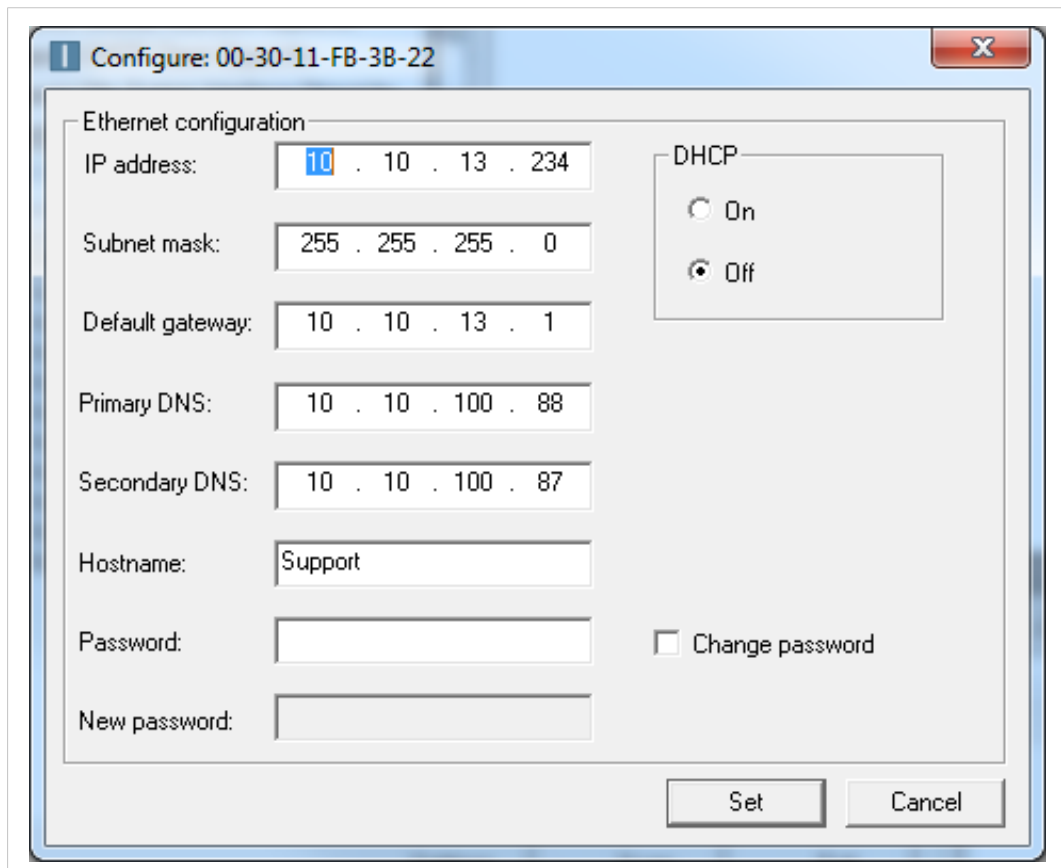 Configure: 00-30-11-FB-3B-22
Ethernet configuration
IP address: 10 . 10 . 13 . 234
DHCP
On
Subnet mask: 255 . 255 . 255 . 0
Off
Default gateway: 10 . 10 . 13 . 1
Primary DNS: 10 . 10 . 100 . 88
Secondary DNS: 10 . 10 . 100 . 87
Hostname: Support
Password:
Change password
New password:
Set
Cancel